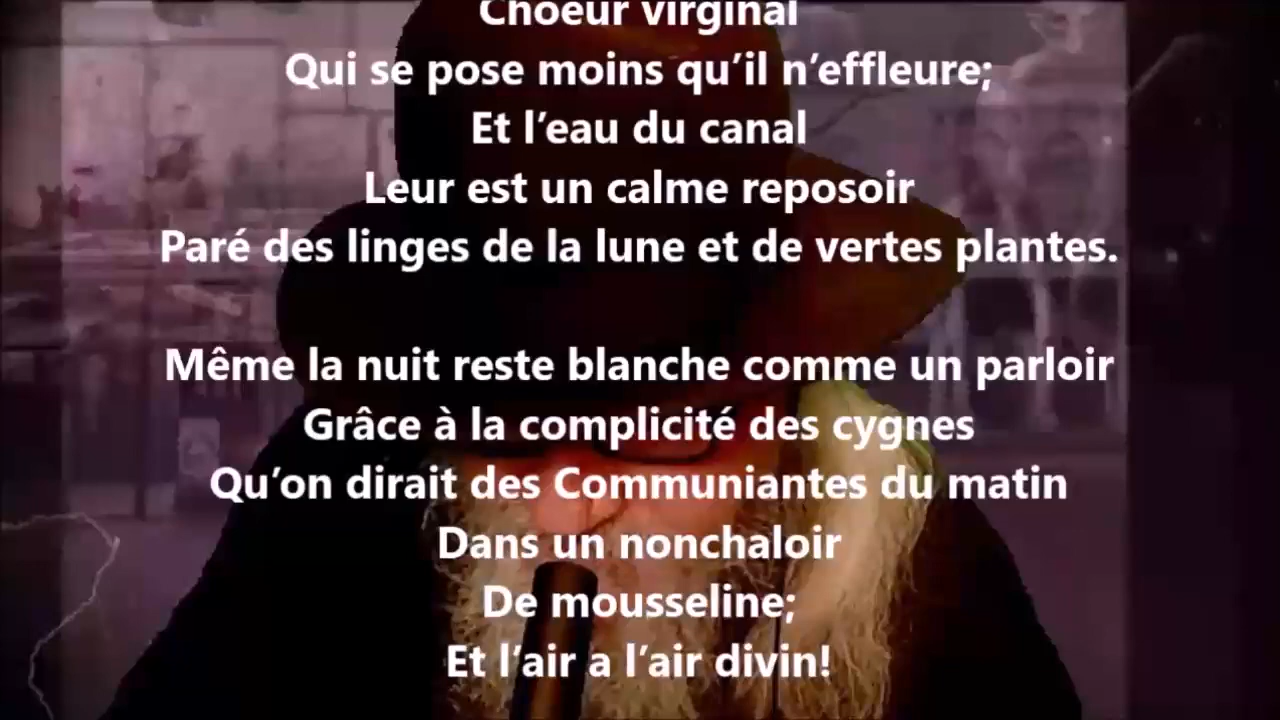 Choeur virginal
Qui se pose moins qu’il n’effleure;
Et l’eau du canal
Leur est un calme reposoir
Paré des linges de la lune et de vertes plantes.
Même la nuit reste blanche comme un parloir
Grâce à la complicité des cygnes
Qu’on dirait des Communiantes du matin
Dans un nonchaloir
De mousseline;
Et l’air a l’air divin!